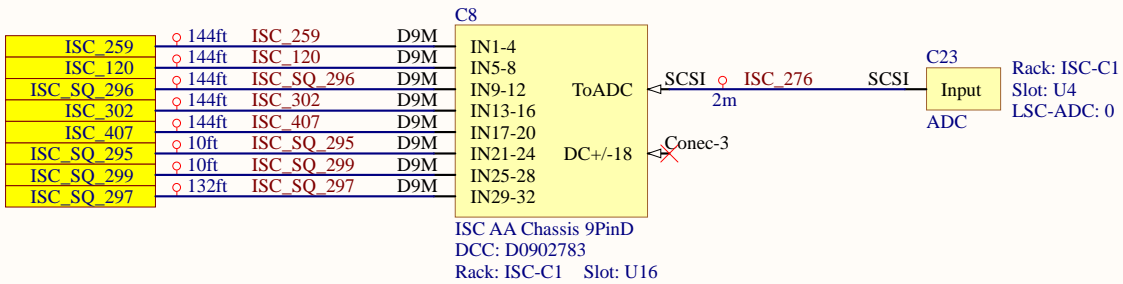 C8
ISC_259 144ft ISC_259 D9M IN1-4
ISC_120 144ft ISC_120 D9M IN5-8
ISC_SQ_296 144ft ISC_SQ_296 D9M IN9-12
ISC_302 144ft ISC_302 D9M IN13-16
ISC_407 144ft ISC_407 D9M IN17-20
ISC_SQ_295 10ft ISC_SQ_295 D9M IN21-24
ISC_SQ_299 10ft ISC_SQ_299 D9M IN25-28
ISC_SQ_297 132ft ISC_SQ_297 D9M IN29-32
ToADC SCSI ISC_276 SCSI
2m
DC+/-18 Conec-3
ISC AA Chassis 9PinD
DCC: D0902783
Rack: ISC-C1 Slot: U16
C23
Input
ADC
Rack: ISC-C1
Slot: U4
LSC-ADC: 0